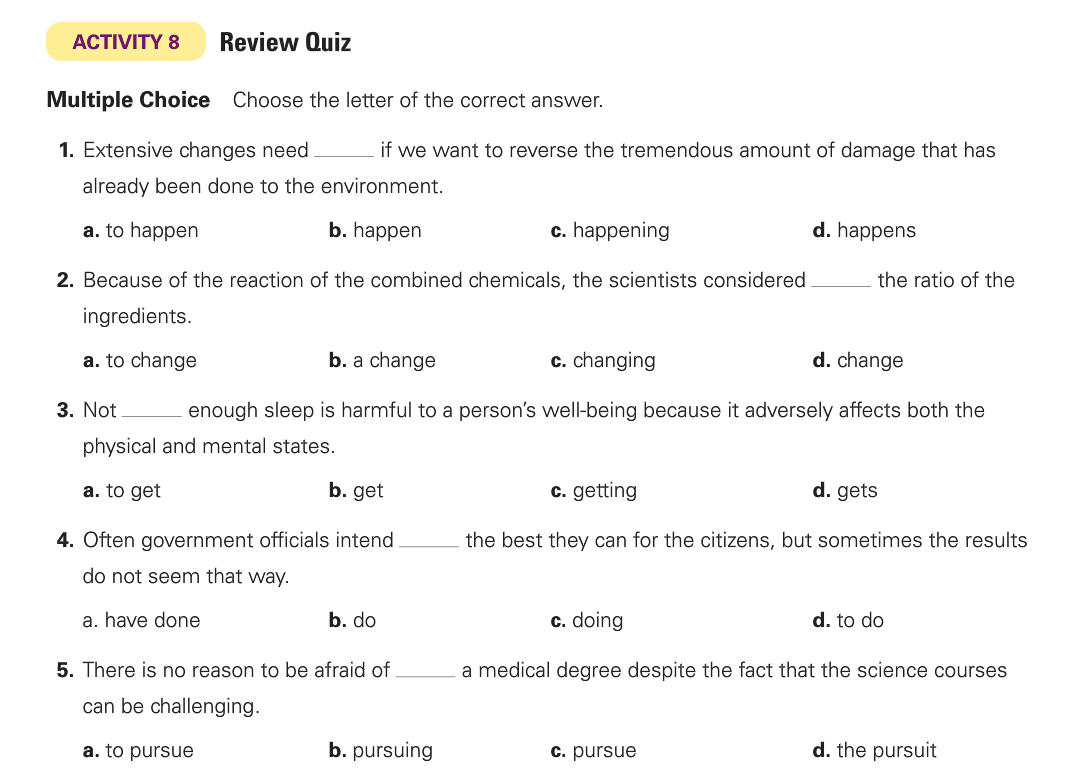 ACTIVITY 8 Review Quiz
Multiple Choice Choose the letter of the correct answer.
1. Extensive changes need ______ if we want to reverse the tremendous amount of damage that has
already been done to the environment.
a. to happen b. happen c. happening d. happens
2. Because of the reaction of the combined chemicals, the scientists considered ______ the ratio of the
ingredients.
a. to change b. a change c. changing d. change
3. Not ______ enough sleep is harmful to a person’s well-being because it adversely affects both the
physical and mental states.
a. to get b. get c. getting d. gets
4. Often government officials intend ______ the best they can for the citizens, but sometimes the results
do not seem that way.
a. have done b. do c. doing d. to do
5. There is no reason to be afraid of ______ a medical degree despite the fact that the science courses
can be challenging.
a. to pursue b. pursuing c. pursue d. the pursuit